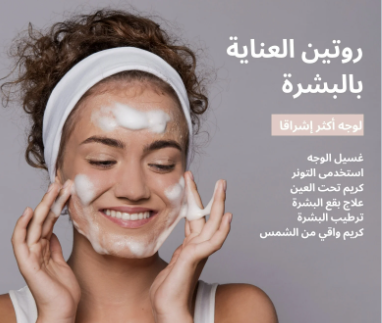 روتين العناية
بالبشرة
لوجه أكثر إشراقا
غسيل الوجه
استخدمى التونر
كريم تحت العين
علاج بقع البشرة
ترطيب البشرة
كريم واقي من الشمس